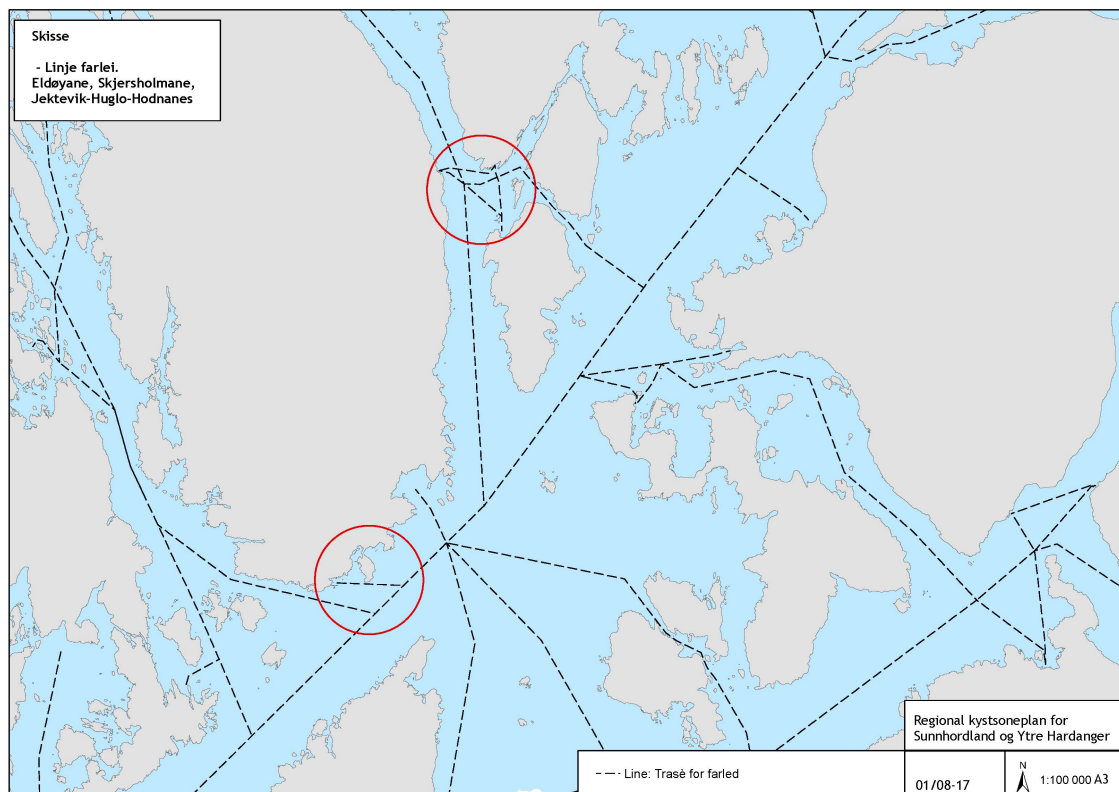 Skisse
- Linje farlei.
Eldøyane, Skjersholmane,
Jektevik-Huglo-Hodnanes
Regional kystsoneplan for
Sunnhordland og Ytre Hardanger
Line: Trasè for farled
01/08-17
N
1:100 000 A3